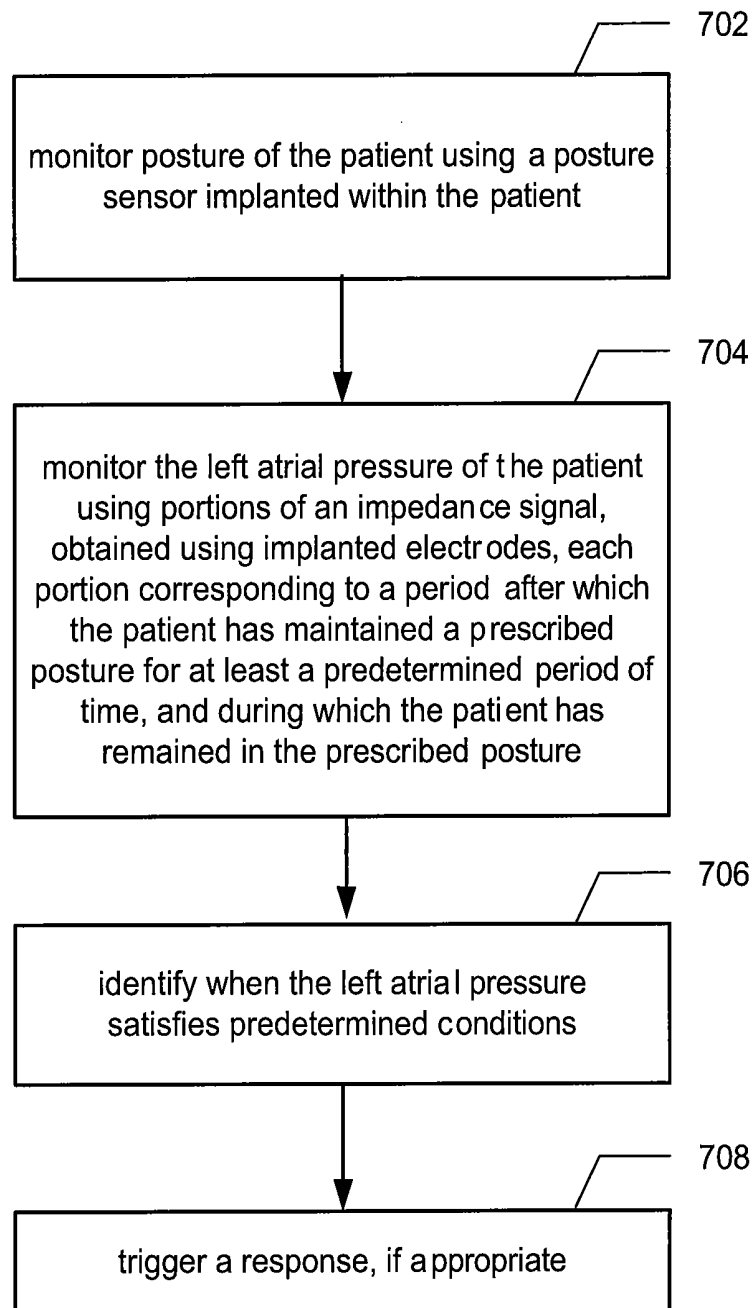 702
monitor posture of the patient using a posture
sensor implanted within the patient
704
monitor the left atrial pressure of the patient
using portions of an impedance signal,
obtained using implanted electrodes, each
portion corresponding to a period after which
the patient has maintained a prescribed
posture for at least a predetermined period of
time, and during which the patient has
remained in the prescribed posture
706
identify when the left atrial pressure
satisfies predetermined conditions
708
trigger a response, if appropriate